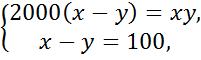 2000(x − y) = xy,
x − y = 100,